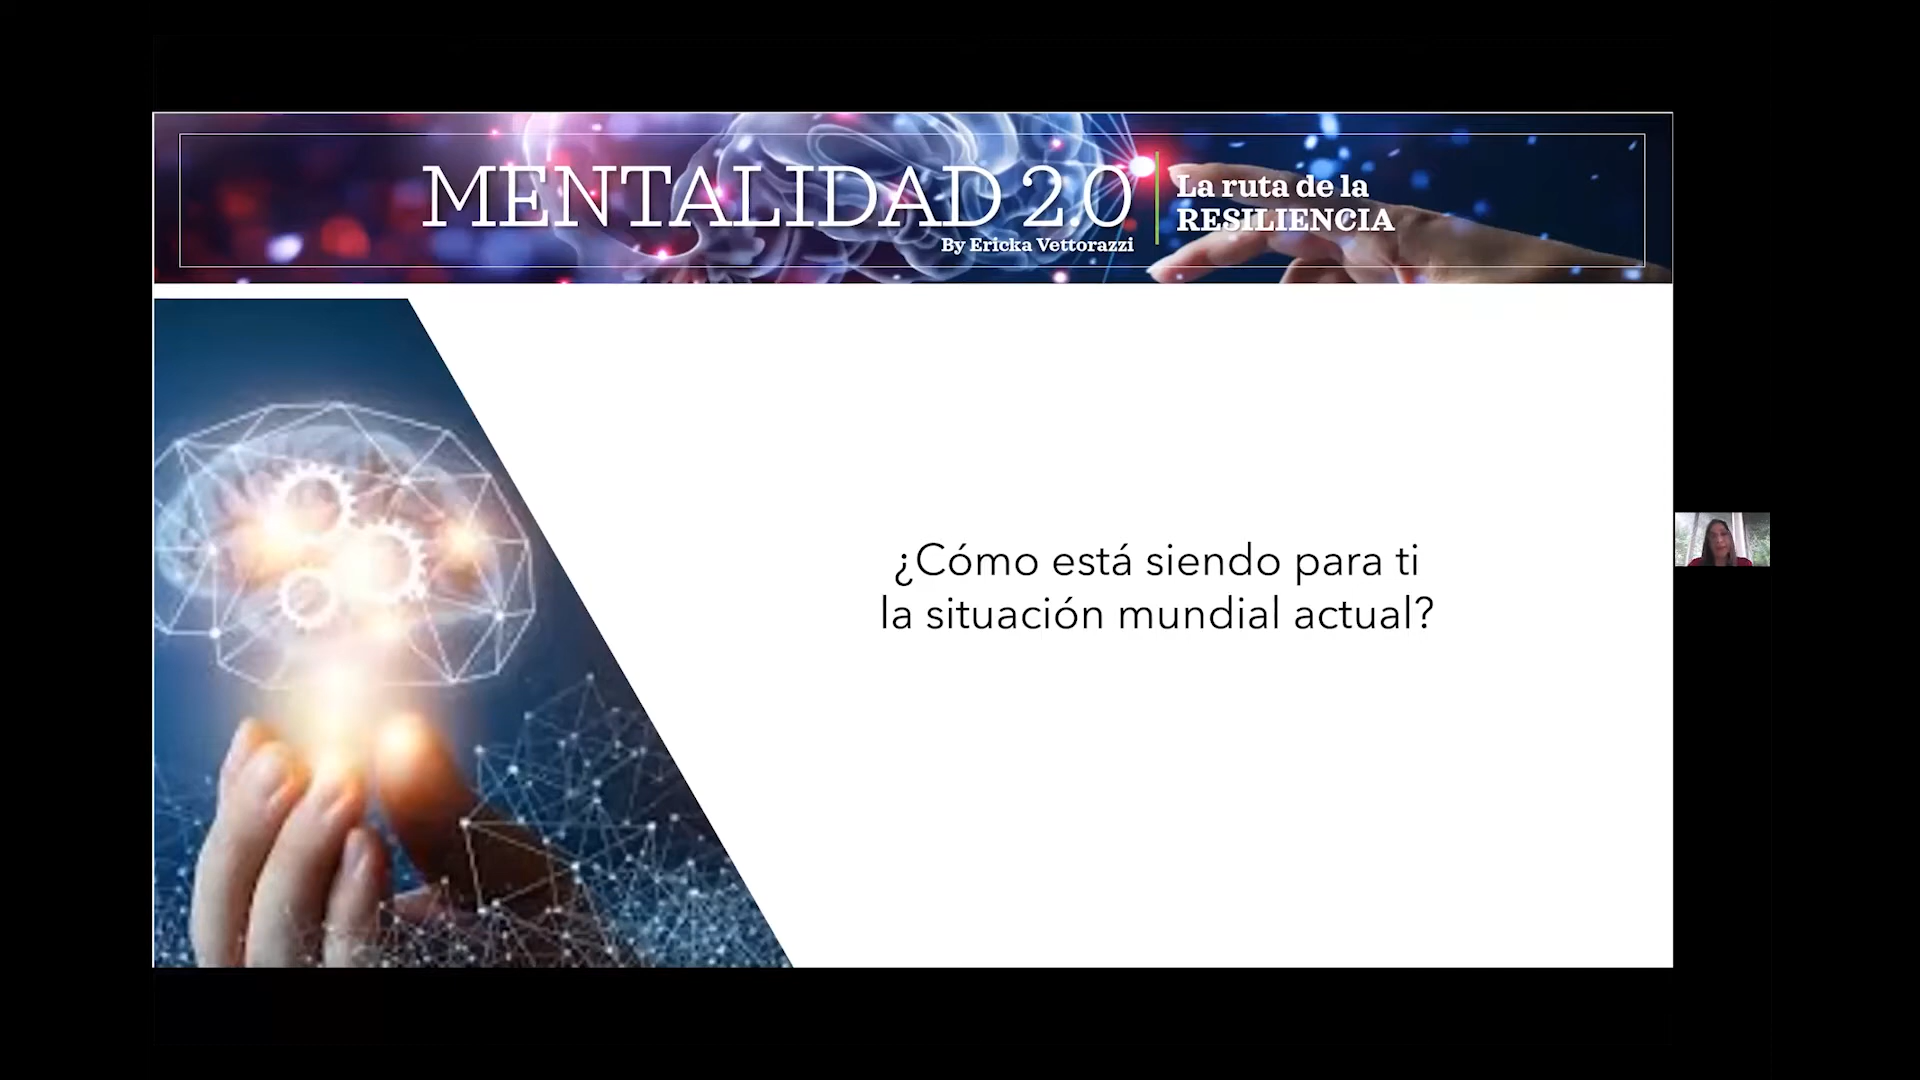 MENTALIDAD 2.0
By Ericka Vettorazzi
La ruta de la
RESILIENCIA
¿Cómo está siendo para ti
la situación mundial actual?